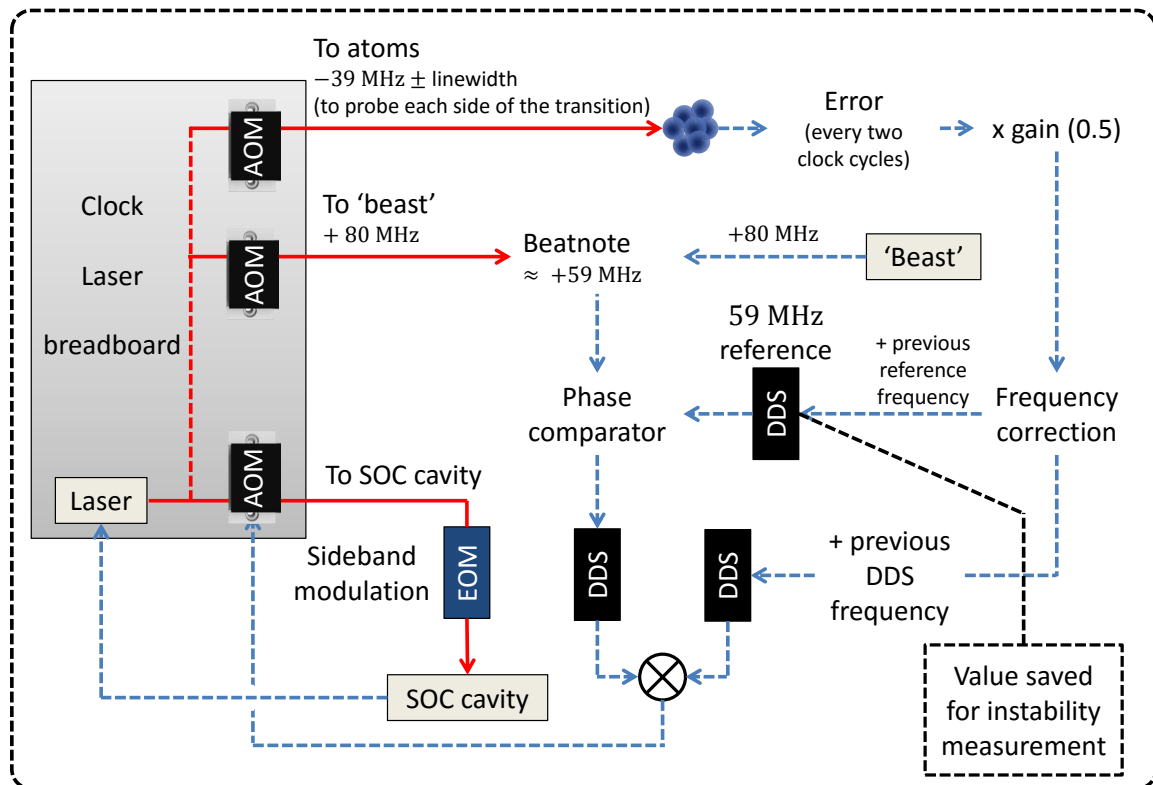 To atoms
−39 MHz ± linewidth
(to probe each side of the transition)
Error
(every two
clock cycles)
x gain (0.5)
AOM
Clock
Laser
breadboard
To ‘beast’
+ 80 MHz
AOM
Beatnote
≈ +59 MHz
+80 MHz
‘Beast’
59 MHz
reference
+ previous
reference
frequency
Phase
comparator
DDS
Frequency
correction
AOM
To SOC cavity
Laser
Sideband
modulation
EOM
DDS
DDS
+ previous
DDS
frequency
SOC cavity
Value saved
for instability
measurement